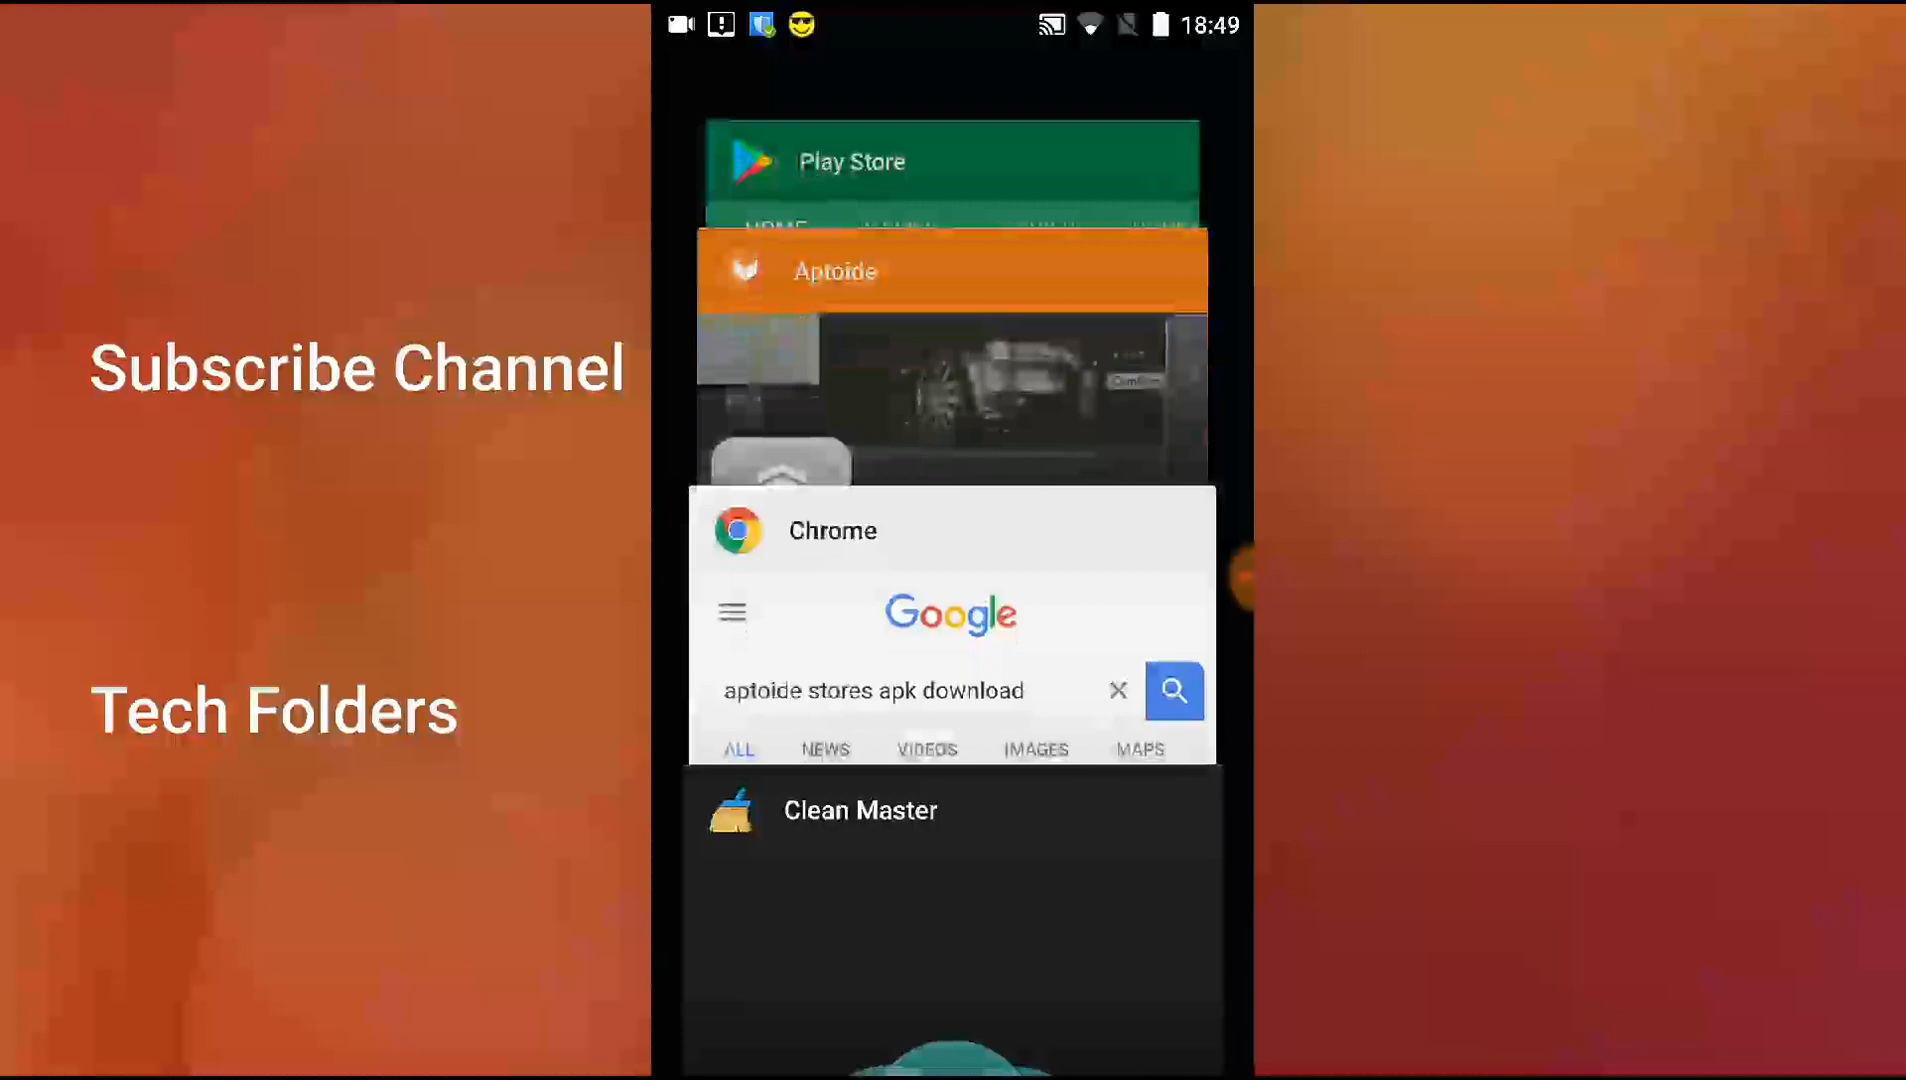 18:49
Play Store
HOME
Aptoide
Subscribe Channel
Chrome
Google
aptoide stores apk download
ALL NEWS VIDEOS IMAGES MAPS
Tech Folders
Clean Master